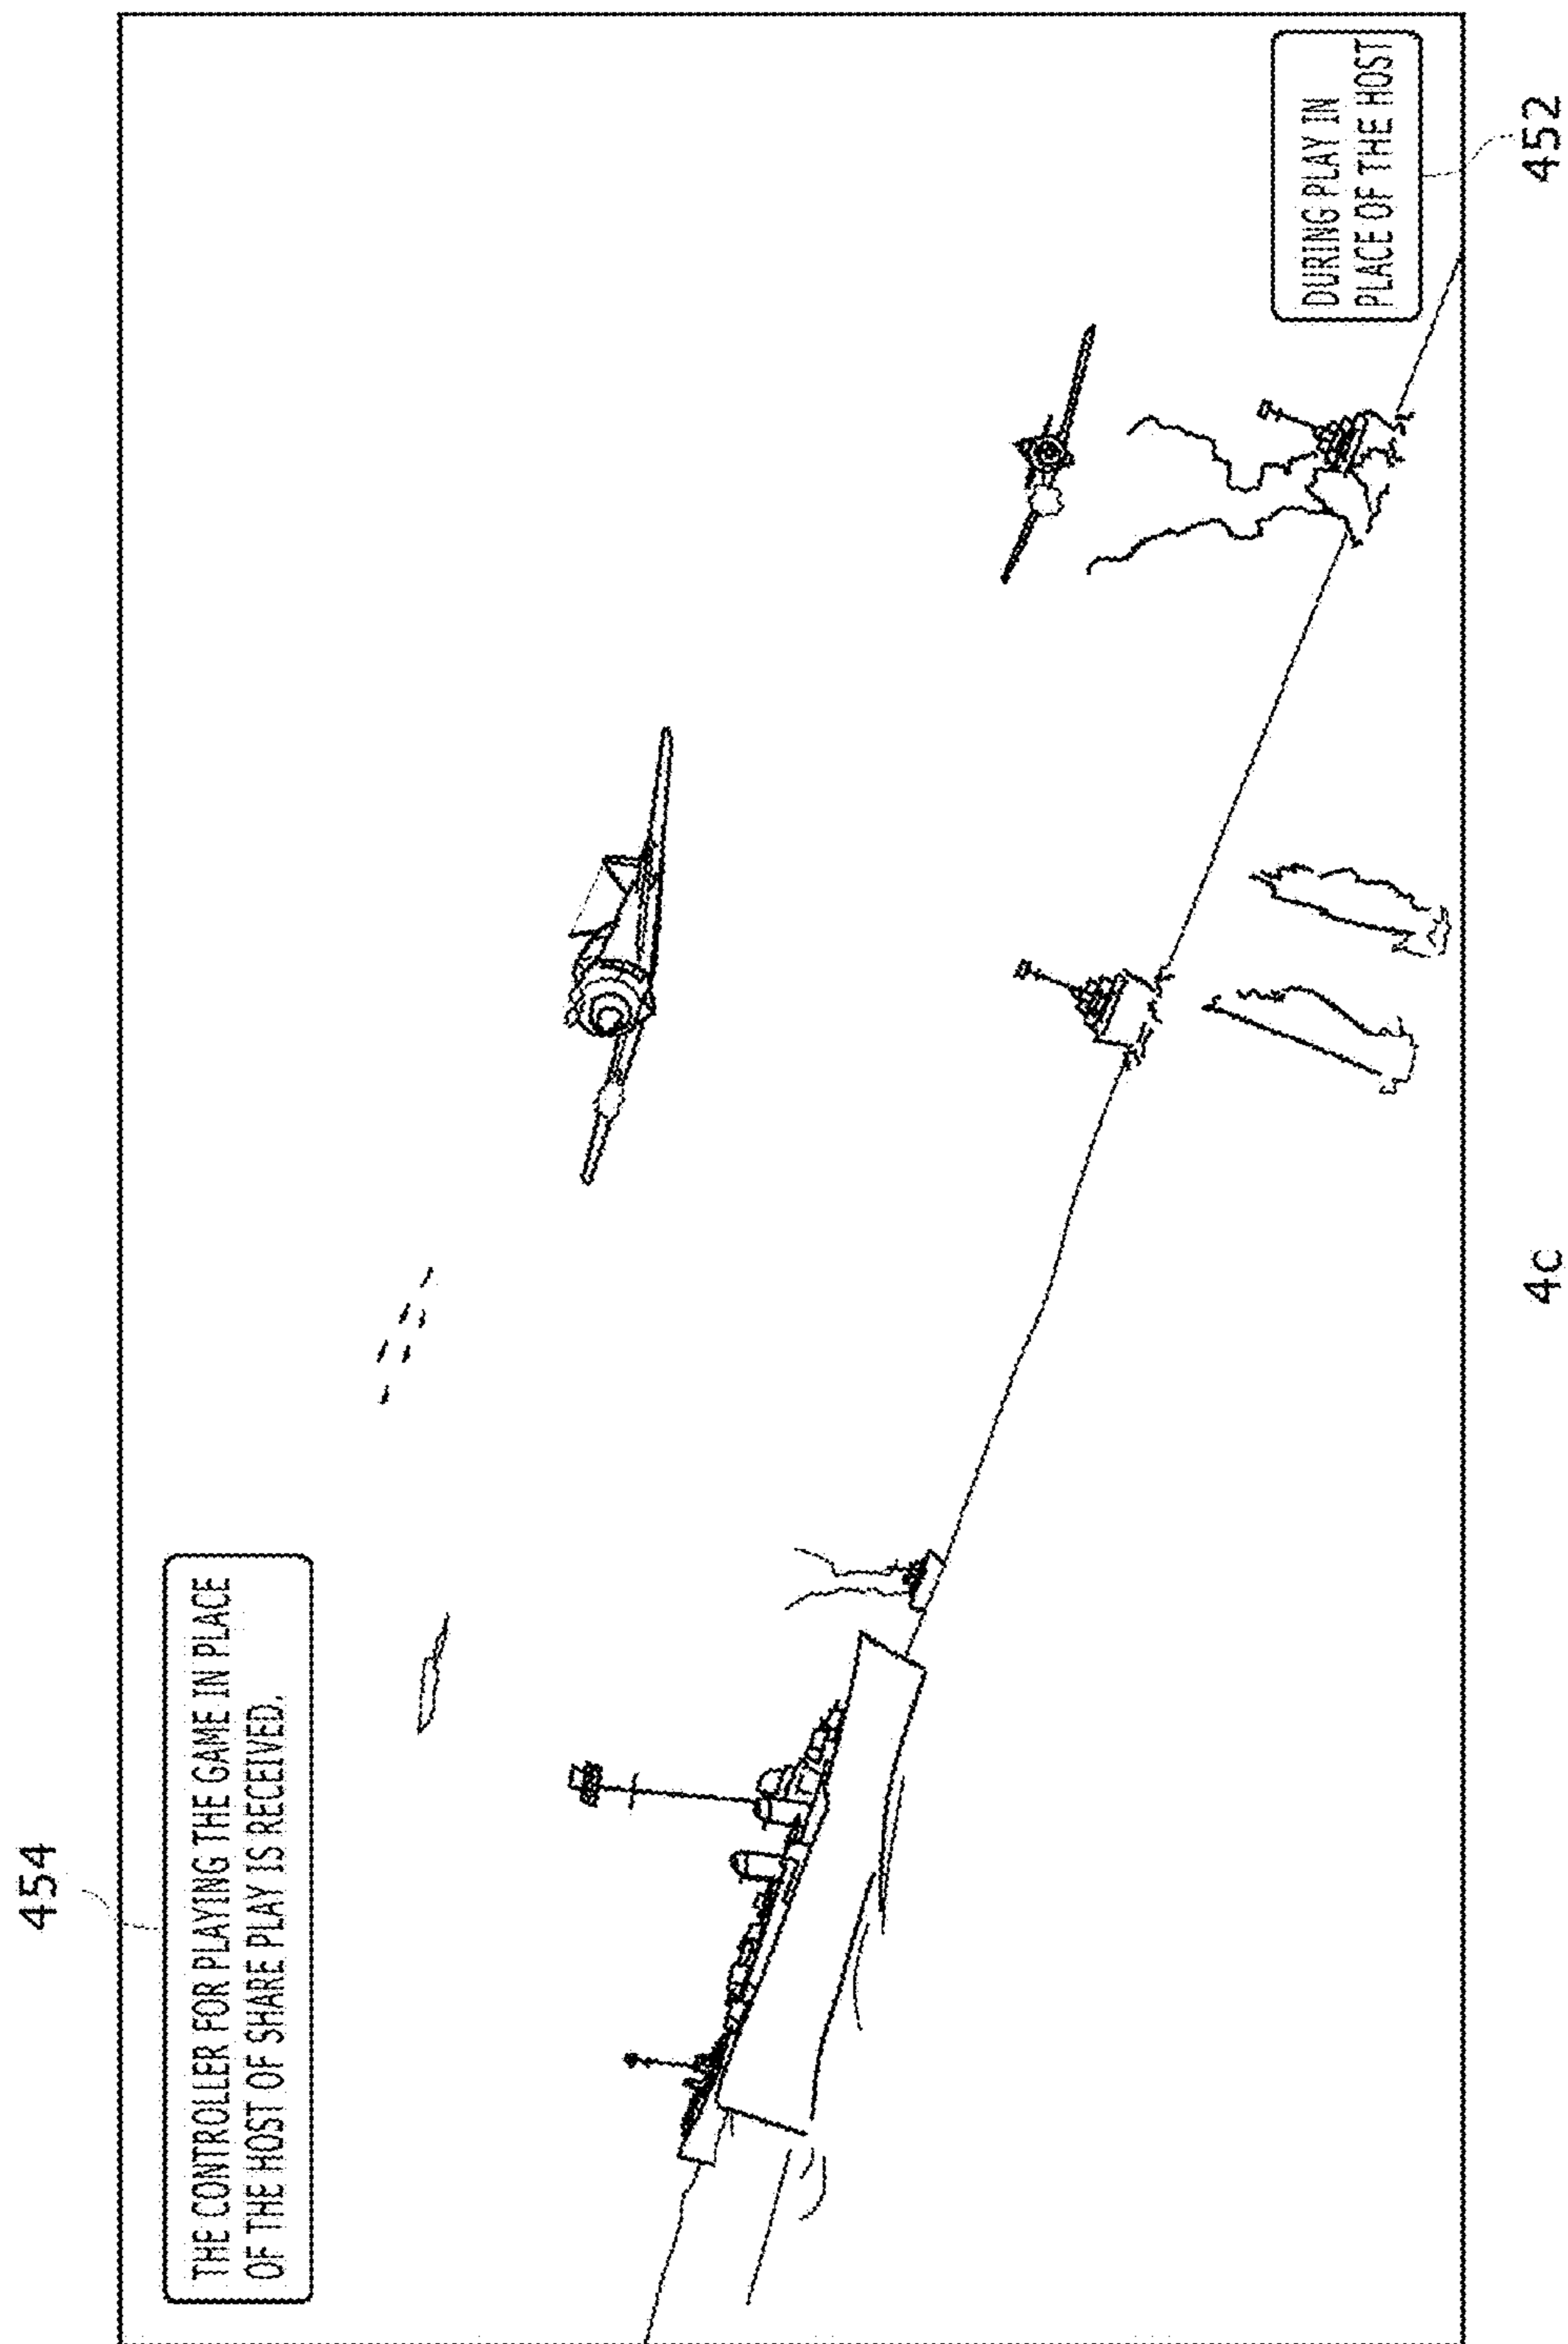 454
THE CONTROLLER FOR PLAYING THE GAME IN PLACE
OF THE HOST OF SHARE PLAY IS RECEIVED.
DURING PLAY IN
PLACE OF THE HOST
4c
452